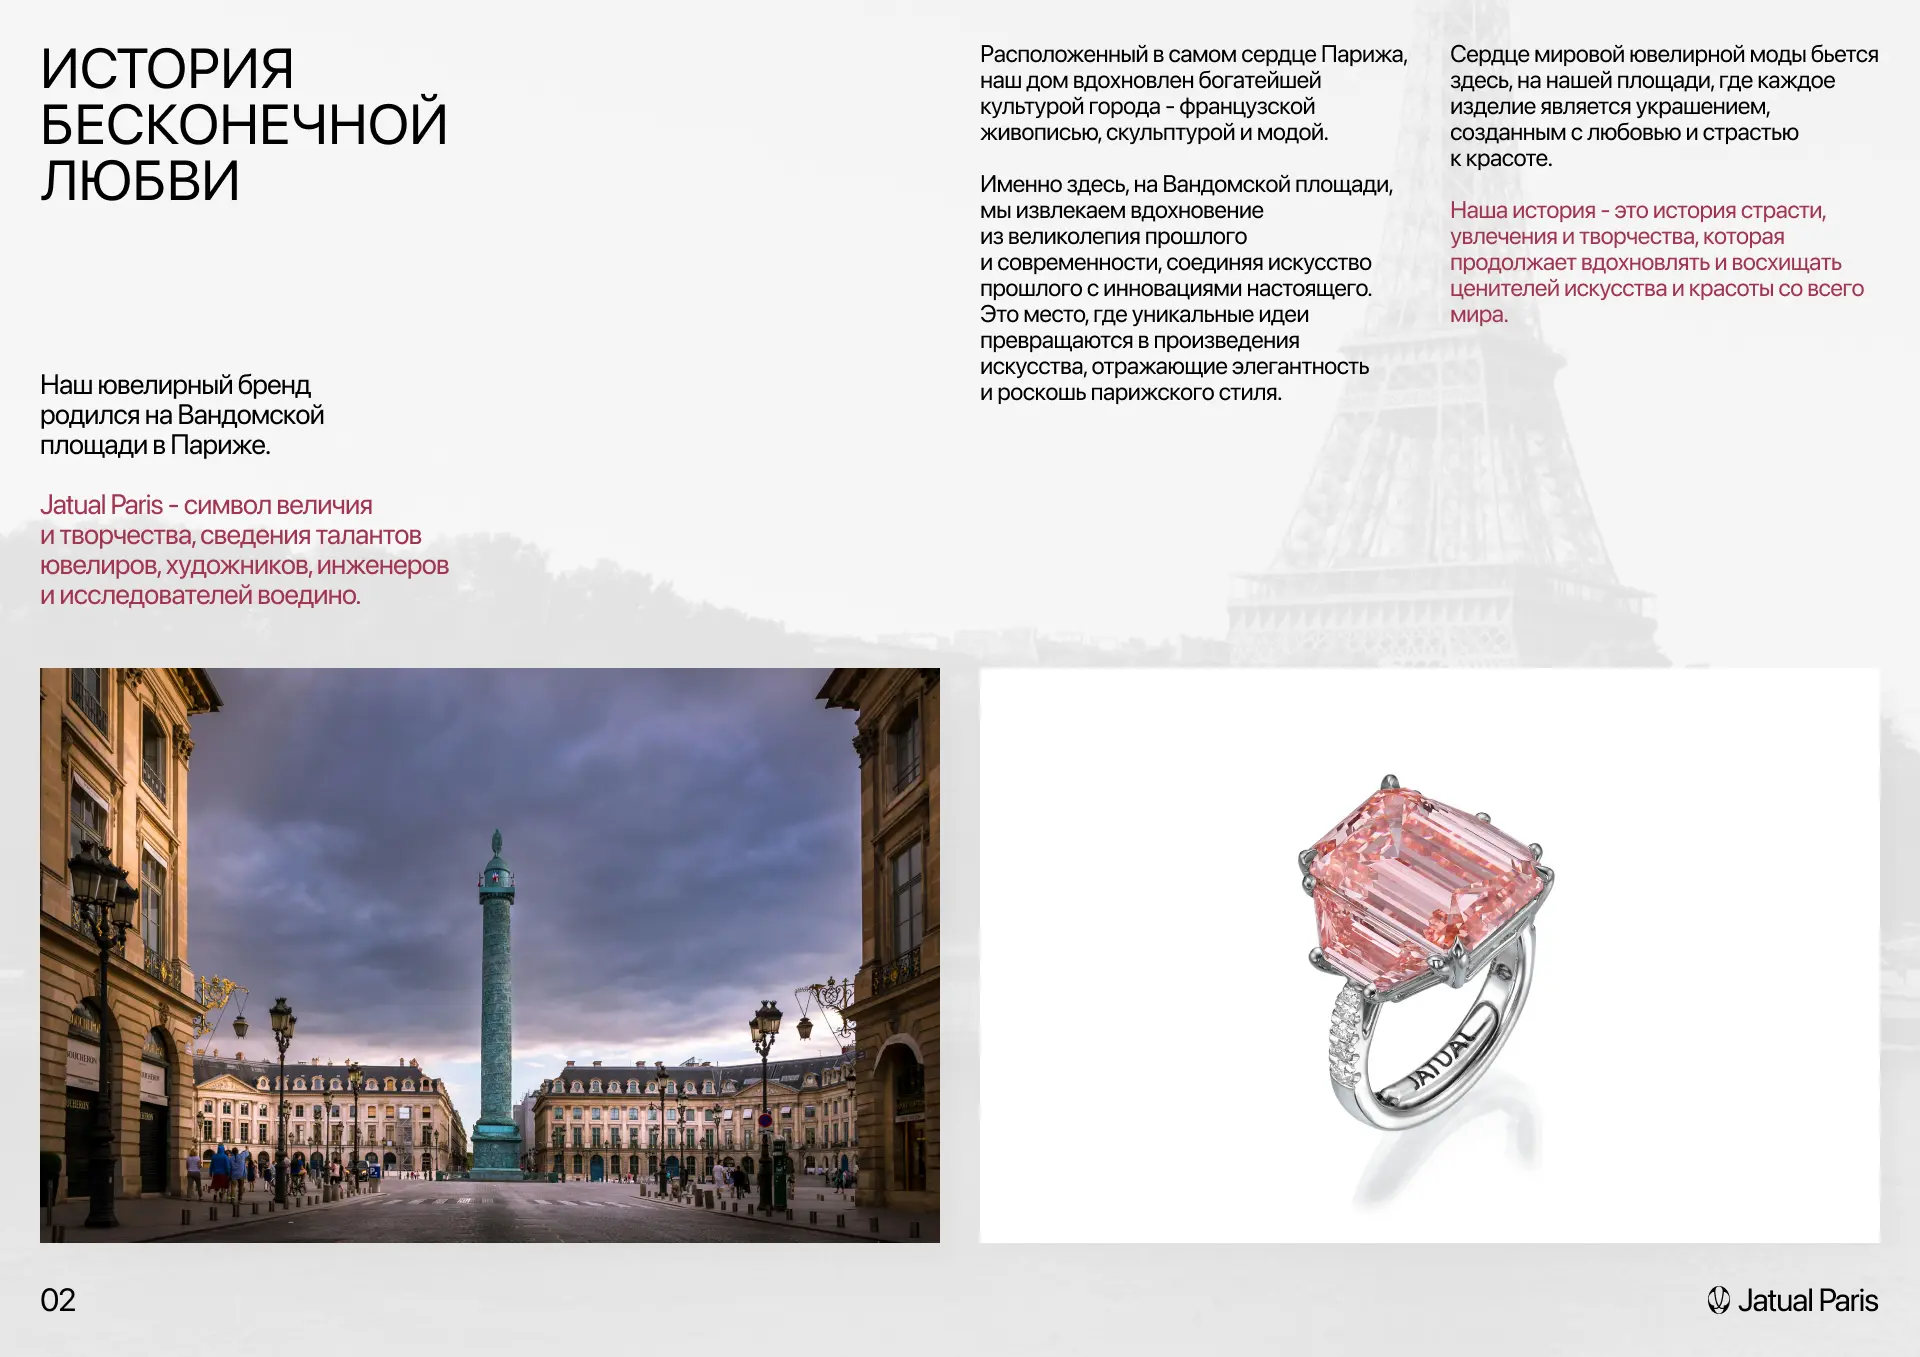 ИСТОРИЯ
БЕСКОНЕЧНОЙ
ЛЮБВИ
Наш ювелирный бренд
родился на Вандомской
площади в Париже.
Jatual Paris - символ величия
и творчества, сведения талантов
ювелиров, художников, инженеров
и исследователей воедино.
Расположенный в самом сердце Парижа,
наш дом вдохновлен богатейшей
культурой города - французской
живописью, скульптурой и модой.
Именно здесь, на Вандомской площади,
мы извлекаем вдохновение
из великолепия прошлого
и современности, соединяя искусство
прошлого с инновациями настоящего.
Это место, где уникальные идеи
превращаются в произведения
искусства, отражающие элегантность
и роскошь парижского стиля.
Сердце мировой ювелирной моды бьется
здесь, на нашей площади, где каждое
изделие является украшением,
созданным с любовью и страстью
к красоте.
Наша история - это история страсти,
увлечения и творчества, которая
продолжает вдохновлять и восхищать
ценителей искусства и красоты со всего
мира.
BOUCHERON
JATUAL
02
Jatual Paris